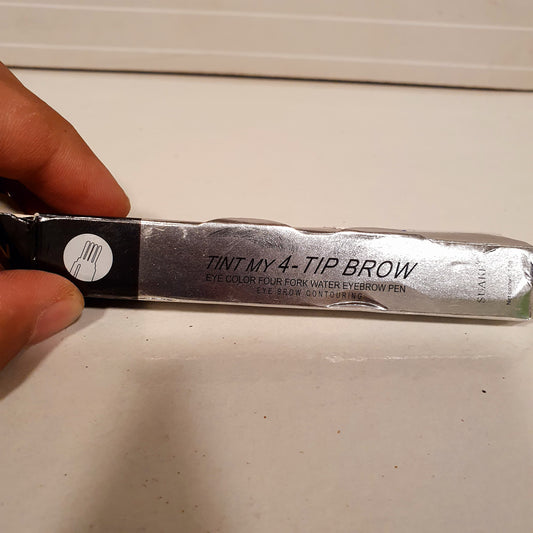 TINT MY 4-TIP BROW
EYE COLOR FOUR FORK WATER EYEBROW PEN
EYE BROW CONTOURING
SUAKE